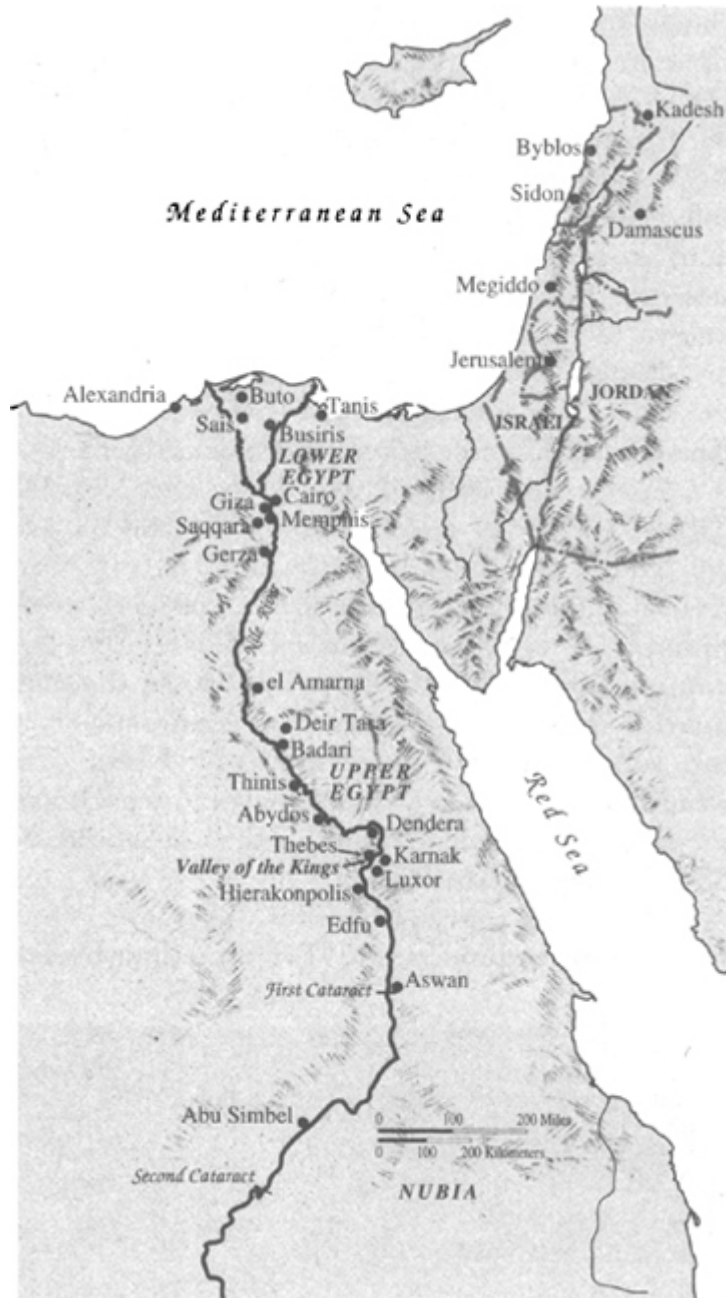 Kadesh
Byblos
Sidon
Mediterranean Sea
Damascus
Megiddo
Jerusalem
JORDAN
Alexandria
Buto
Tanis
ISRAEL
Sais
Busiris
LOWER
EGYPT
Giza
Cairo
Saqqara
Memphis
Gerza
Nile River
el Amarna
Deir Tasa
Badari
Thinis
UPPER
EGYPT
Red Sea
Abydos
Dendera
Thebes
Karnak
Valley of the Kings
Luxor
Hierakonpolis
Edfu
First Cataract
Aswan
Abu Simbel
0 100 200 Miles
0 100 200 Kilometers
Second Cataract
NUBIA